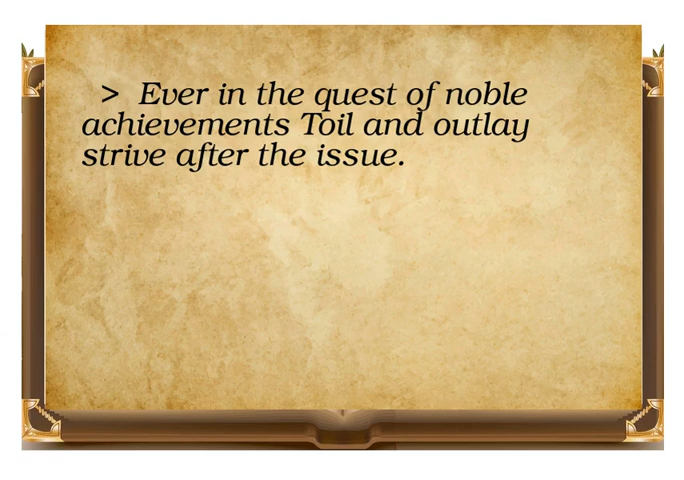 > Ever in the quest of noble
achievements Toil and outlay
strive after the issue.